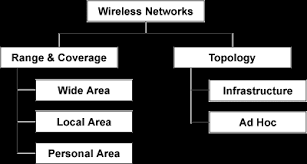 Wireless Networks
Range & Coverage
Topology
Wide Area
Infrastructure
Local Area
Ad Hoc
Personal Area